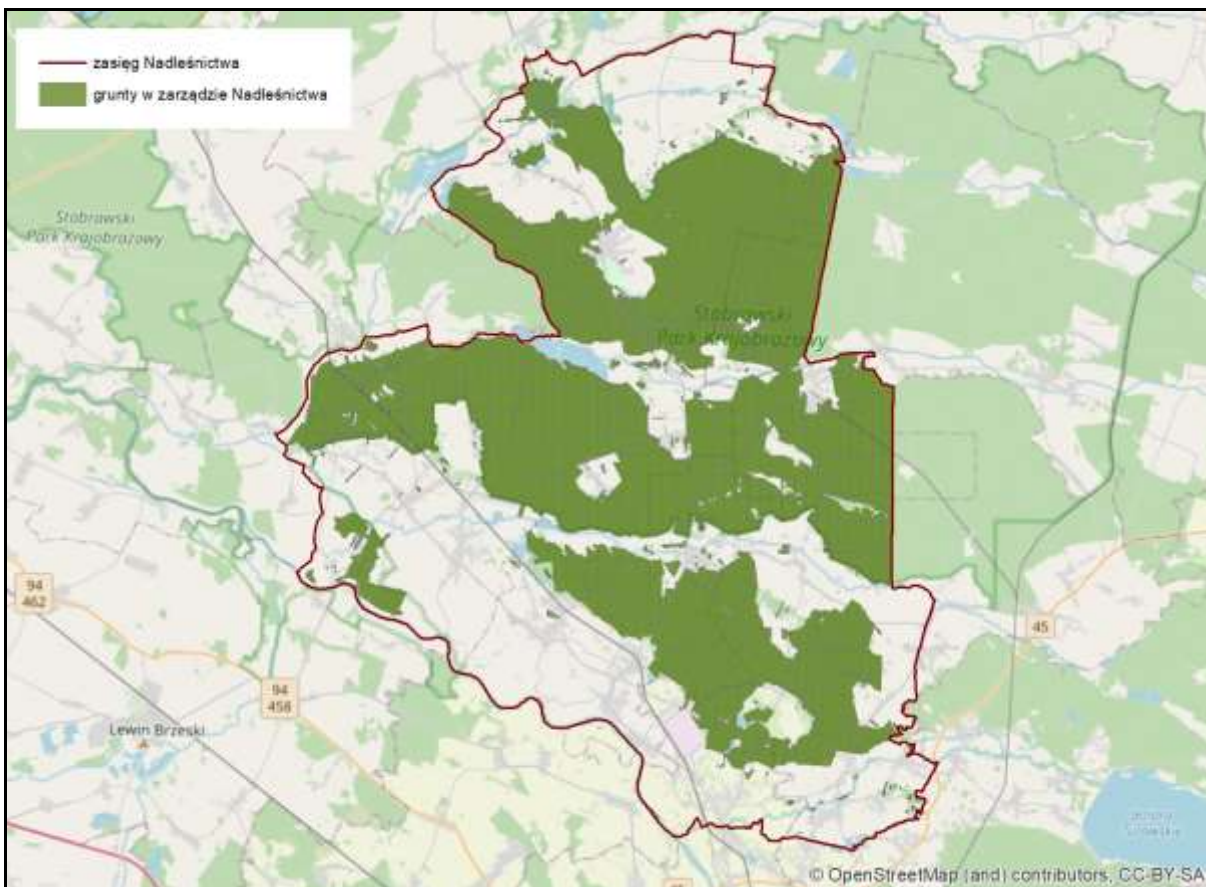 zasięg Nadleśnictwa
grunty w zarządzie Nadleśnictwa
Stobrawski
Park Krajobrazowy
Stobrawski
Park Krajobrazowy
94
462
45
94
458
Lewin Brzeski
© OpenStreetMap (and) contributors, CC-BY-SA